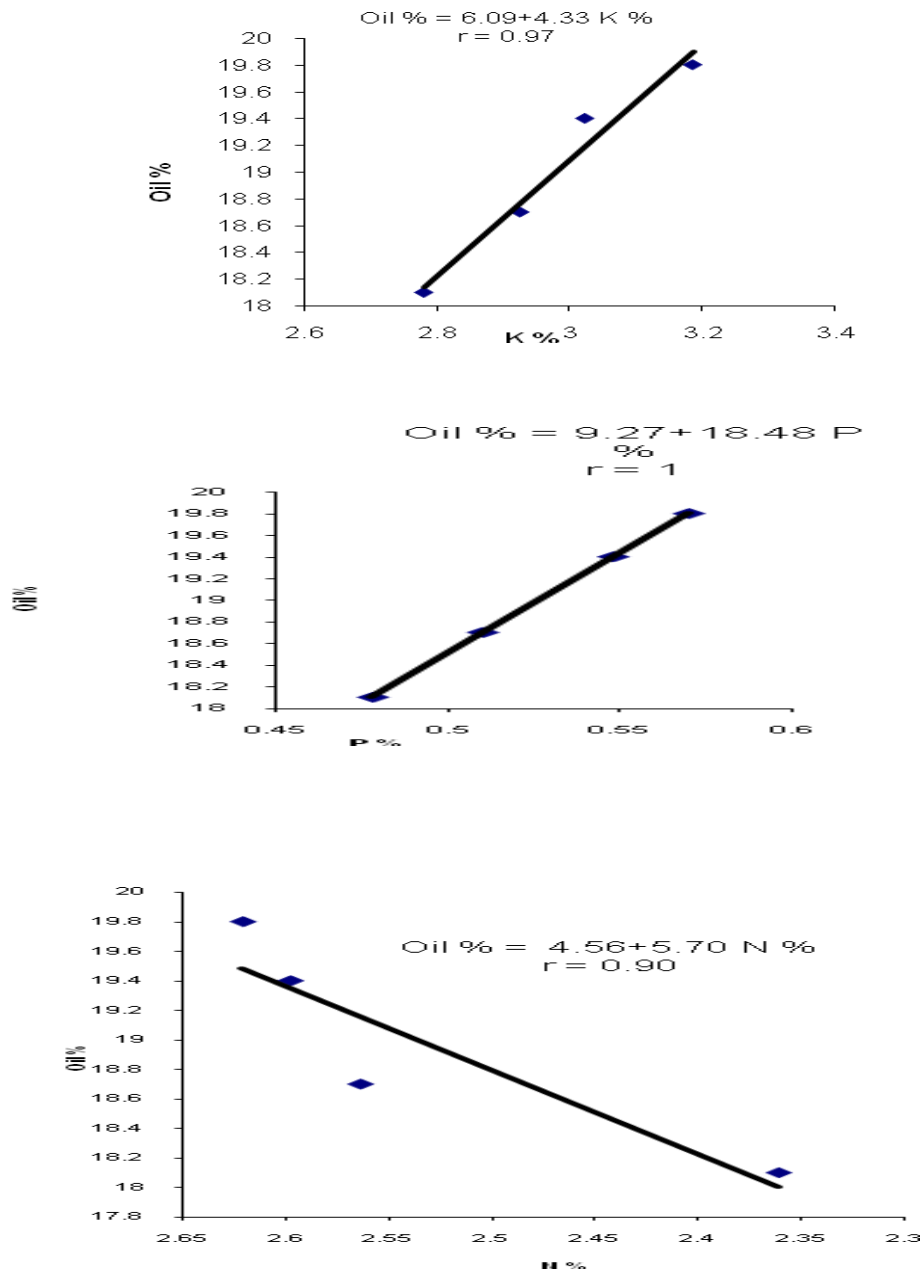 Oil % = 6.09+4.33 K %
r = 0.97
20
19.8
19.6
19.4
19.2
19
18.8
18.6
18.4
18.2
18
Oil %
2.6 2.8 3 3.2 3.4
K %
Oil % = 9.27+18.48 P
%
r = 1
20
19.8
19.6
19.4
19.2
19
18.8
18.6
18.4
18.2
18
Oil%
0.45 0.5 0.55 0.6
P %
Oil % = 4.56+5.70 N %
r = 0.90
20
19.8
19.6
19.4
19.2
19
18.8
18.6
18.4
18.2
18
17.8
Oil%
2.65 2.6 2.55 2.5 2.45 2.4 2.35 2.3
N %